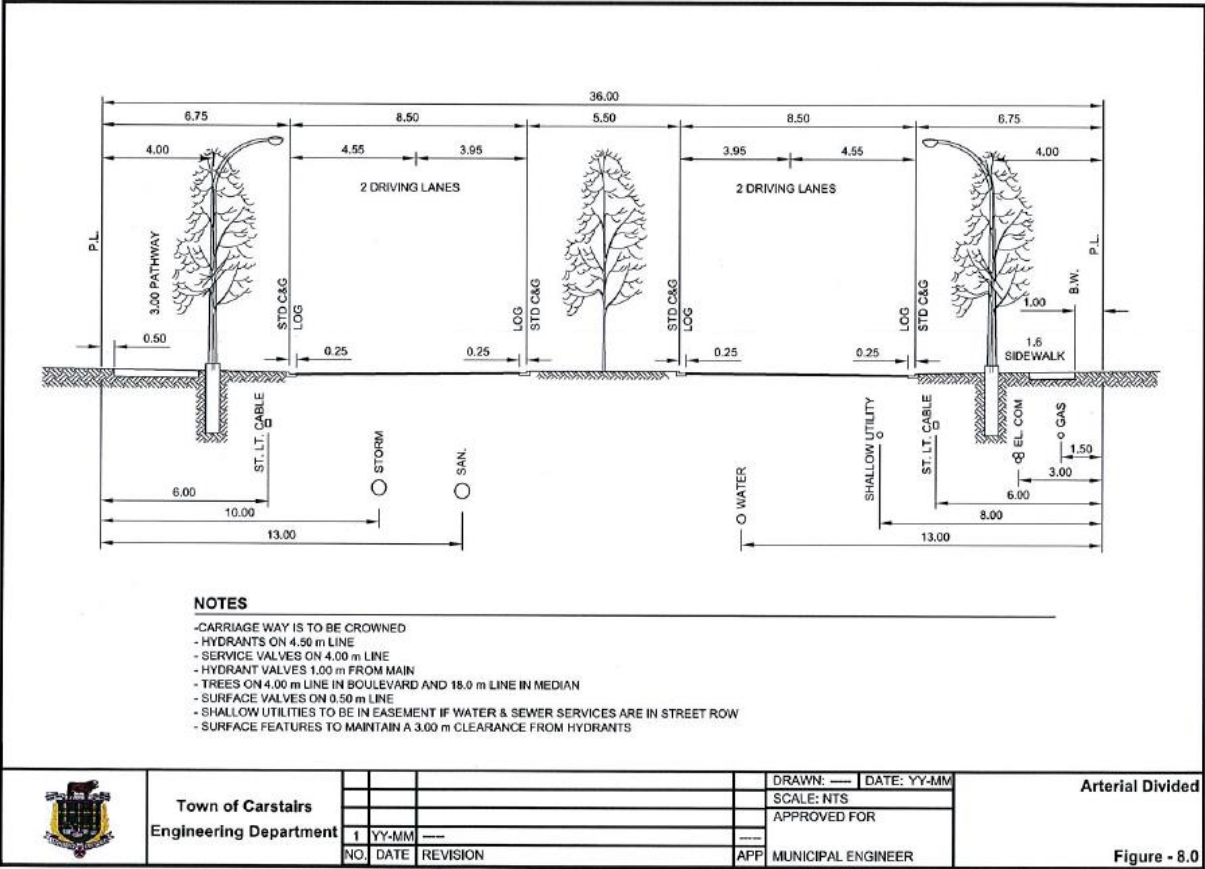 36.00
6.75 8.50 5.50 8.50 6.75
4.00 4.55 3.95 3.95 4.55 4.00
2 DRIVING LANES 2 DRIVING LANES
P.L.
3.00 PATHWAY
STD C&G
LOG
LOG
STD C&G
STD C&G
LOG
LOG
STD C&G
B.W.
P.L.
1.00
0.50 0.25 0.25 0.25 0.25
1.6
SIDEWALK
ST. LT. CABLE
STORM
SAN.
WATER
SHALLOW UTILITY
ST. LT. CABLE
EL. COM
GAS
1.50
3.00
6.00 6.00
10.00 8.00
13.00 13.00
NOTES
-CARRIAGE WAY IS TO BE CROWNED
- HYDRANTS ON 4.50 m LINE
- SERVICE VALVES ON 4.00 m LINE
- HYDRANT VALVES 1.00 m FROM MAIN
- TREES ON 4.00 m LINE IN BOULEVARD AND 18.0 m LINE IN MEDIAN
- SURFACE VALVES ON 0.50 m LINE
- SHALLOW UTILITIES TO BE IN EASEMENT IF WATER & SEWER SERVICES ARE IN STREET ROW
- SURFACE FEATURES TO MAINTAIN A 3.00 m CLEARANCE FROM HYDRANTS
Town of Carstairs
Engineering Department
1 YY-MM ---- ----
NO. DATE REVISION APP
DRAWN: ---- DATE: YY-MM
SCALE: NTS
APPROVED FOR
MUNICIPAL ENGINEER
Arterial Divided
Figure - 8.0